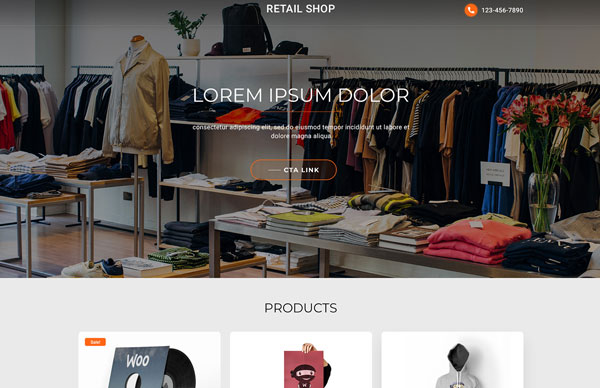 RETAIL SHOP
123-456-7890
LOREM IPSUM DOLOR
consectetur adipiscing elit, sed do eiusmod tempor incididunt ut labore et
dolore magna aliqua.
CTA LINK
PRODUCTS
Sale!
WOO